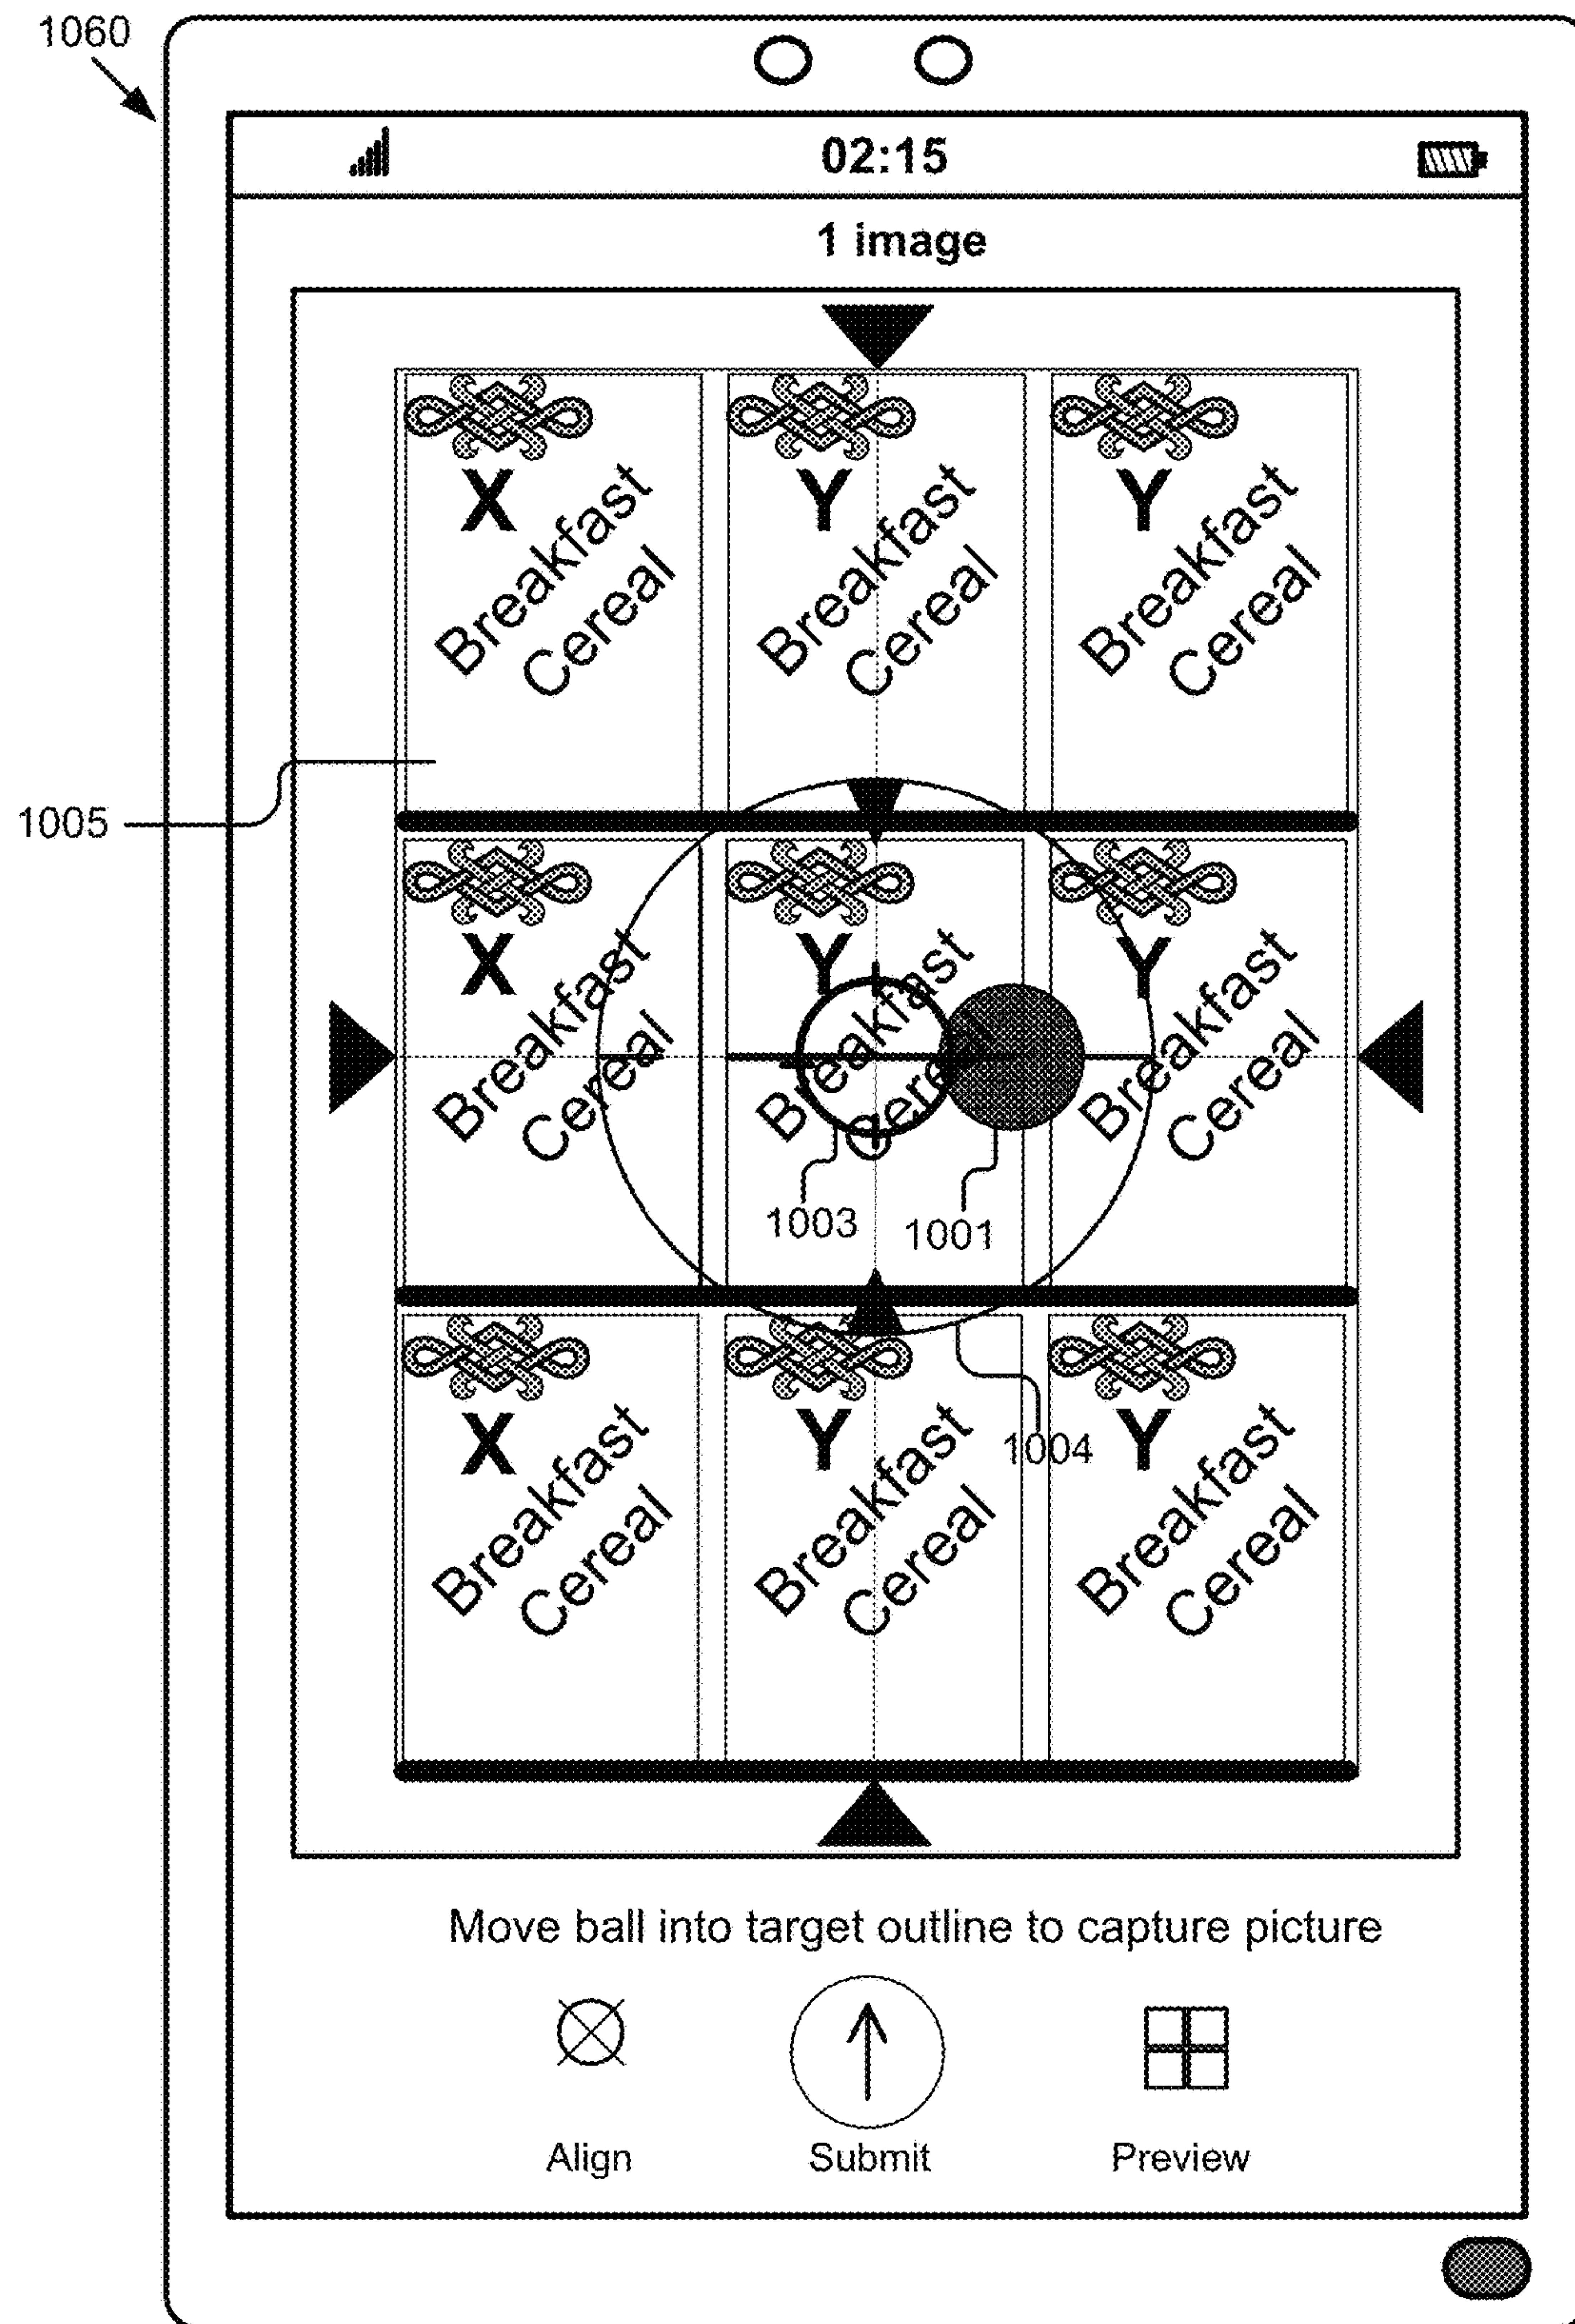 1060
02:15
1 image
X
Breakfast
Cereal
Y
Breakfast
Cereal
Y
Breakfast
Cereal
1005
X
Breakfast
Cereal
Y
Breakfast
Cereal
Y
Breakfast
Cereal
1003
1001
X
Breakfast
Cereal
Y
Breakfast
Cereal
1004
Y
Breakfast
Cereal
Move ball into target outline to capture picture
Align
Submit
Preview